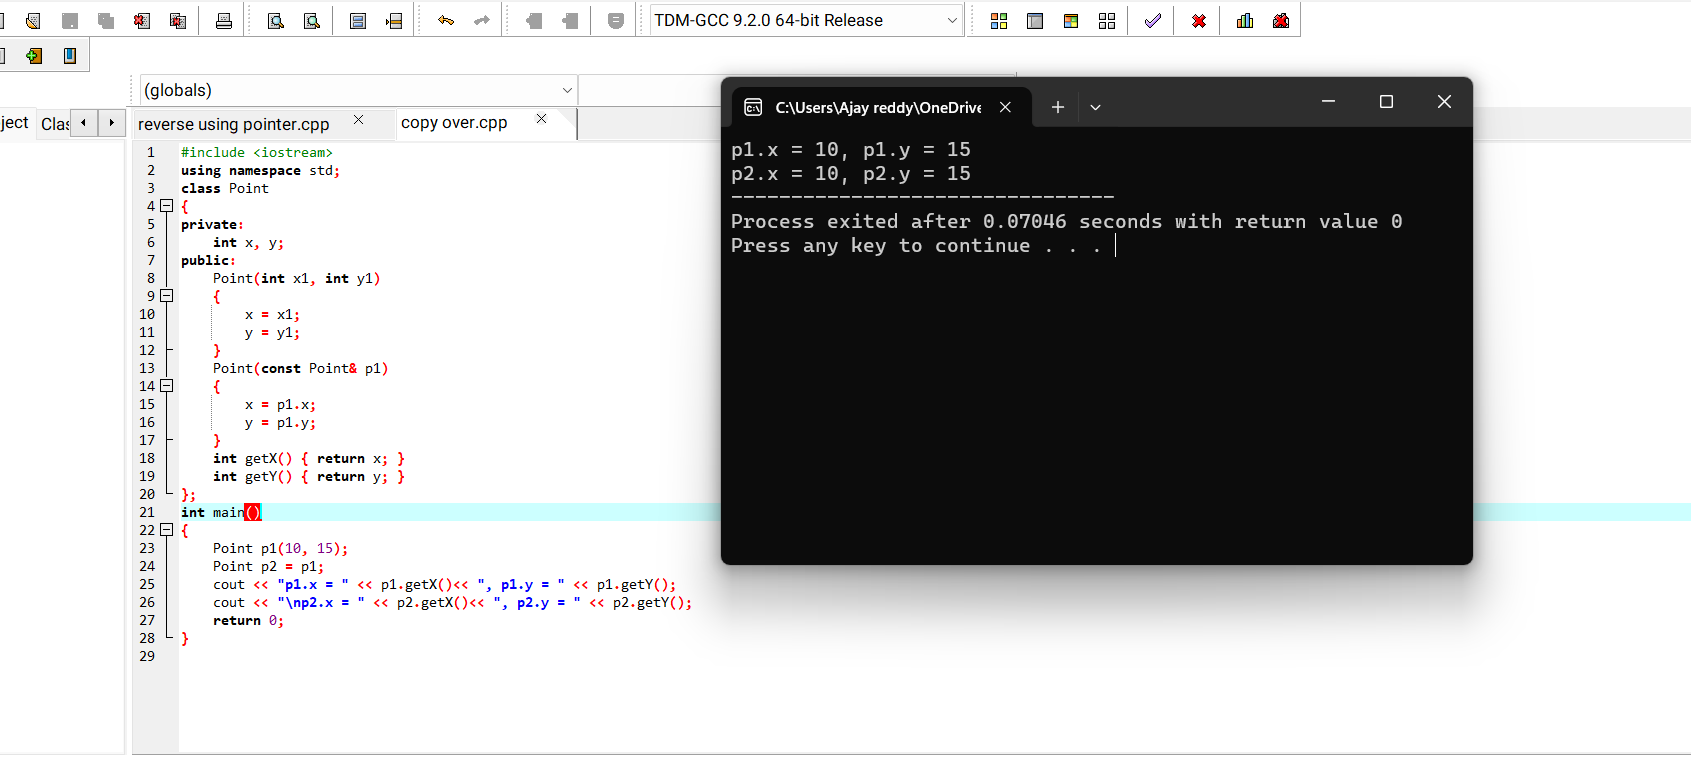 TDM-GCC 9.2.0 64-bit Release
(globals)
ject Clas
reverse using pointer.cpp
copy over.cpp
1 #include <iostream>
2 using namespace std;
3 class Point
4 {
5 private:
6 int x, y;
7 public:
8 Point(int x1, int y1)
9 {
10 x = x1;
11 y = y1;
12 }
13 Point(const Point& p1)
14 {
15 x = p1.x;
16 y = p1.y;
17 }
18 int getX() { return x; }
19 int getY() { return y; }
20 };
21 int main()
22 {
23 Point p1(10, 15);
24 Point p2 = p1;
25 cout << "p1.x = " << p1.getX()<< ", p1.y = " << p1.getY();
26 cout << "\np2.x = " << p2.getX()<< ", p2.y = " << p2.getY();
27 return 0;
28 }
29
C:\Users\Ajay reddy\OneDrive
p1.x = 10, p1.y = 15
p2.x = 10, p2.y = 15
--------------------------------
Process exited after 0.07046 seconds with return value 0
Press any key to continue . . .